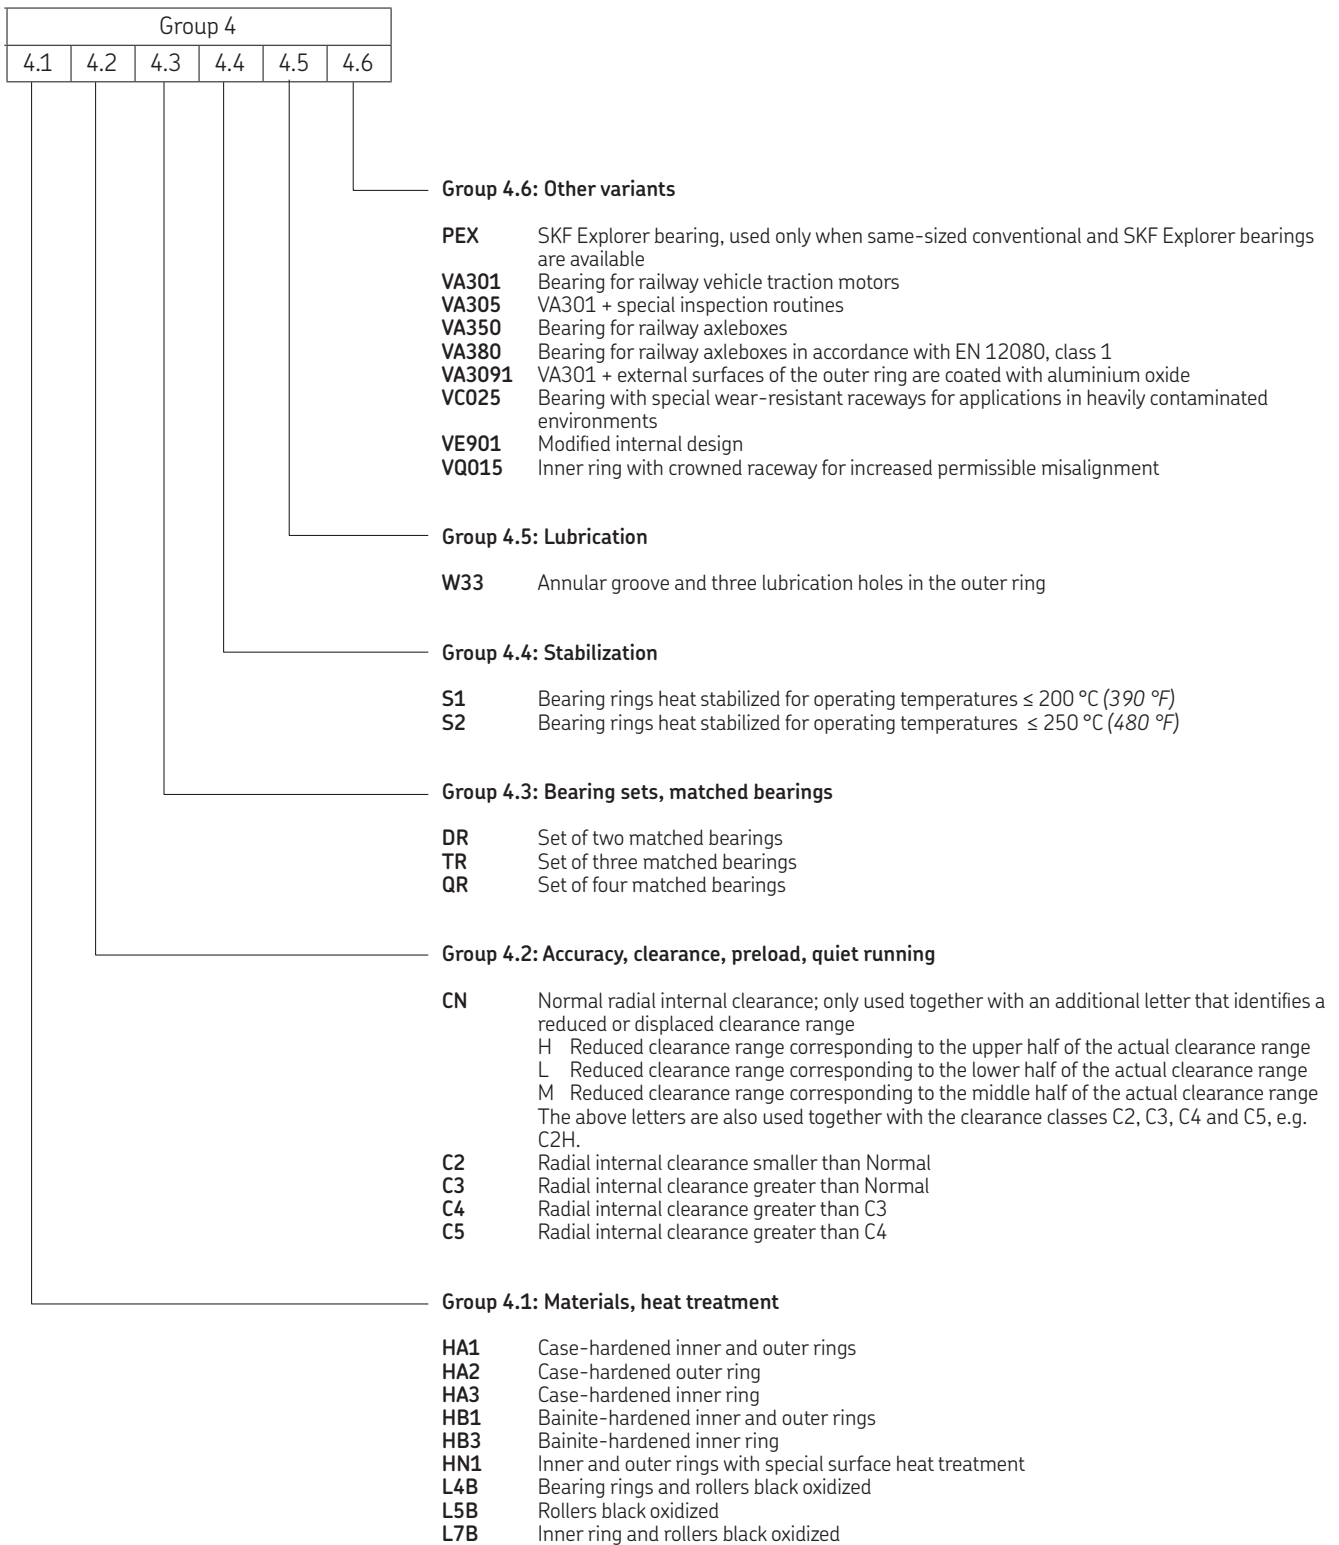 Group 4
4.1 4.2 4.3 4.4 4.5 4.6
Group 4.6: Other variants
PEX SKF Explorer bearing, used only when same-sized conventional and SKF Explorer bearings
are available
VA301 Bearing for railway vehicle traction motors
VA305 VA301 + special inspection routines
VA350 Bearing for railway axleboxes
VA380 Bearing for railway axleboxes in accordance with EN 12080, class 1
VA3091 VA301 + external surfaces of the outer ring are coated with aluminium oxide
VC025 Bearing with special wear-resistant raceways for applications in heavily contaminated
environments
VE901 Modified internal design
VQ015 Inner ring with crowned raceway for increased permissible misalignment
Group 4.5: Lubrication
W33 Annular groove and three lubrication holes in the outer ring
Group 4.4: Stabilization
S1 Bearing rings heat stabilized for operating temperatures ≤ 200 °C (390 °F)
S2 Bearing rings heat stabilized for operating temperatures ≤ 250 °C (480 °F)
Group 4.3: Bearing sets, matched bearings
DR Set of two matched bearings
TR Set of three matched bearings
QR Set of four matched bearings
Group 4.2: Accuracy, clearance, preload, quiet running
CN Normal radial internal clearance; only used together with an additional letter that identifies a
reduced or displaced clearance range
H Reduced clearance range corresponding to the upper half of the actual clearance range
L Reduced clearance range corresponding to the lower half of the actual clearance range
M Reduced clearance range corresponding to the middle half of the actual clearance range
The above letters are also used together with the clearance classes C2, C3, C4 and C5, e.g.
C2H.
C2 Radial internal clearance smaller than Normal
C3 Radial internal clearance greater than Normal
C4 Radial internal clearance greater than C3
C5 Radial internal clearance greater than C4
Group 4.1: Materials, heat treatment
HA1 Case-hardened inner and outer rings
HA2 Case-hardened outer ring
HA3 Case-hardened inner ring
HB1 Bainite-hardened inner and outer rings
HB3 Bainite-hardened inner ring
HN1 Inner and outer rings with special surface heat treatment
L4B Bearing rings and rollers black oxidized
L5B Rollers black oxidized
L7B Inner ring and rollers black oxidized